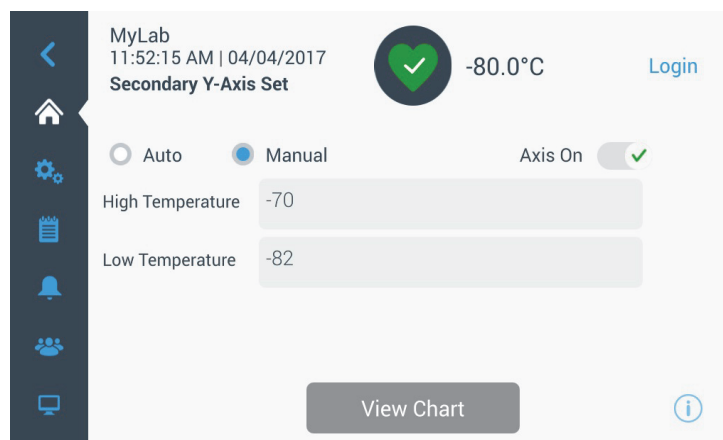 MyLab
11:52:15 AM | 04/04/2017
Secondary Y-Axis Set
-80.0°C
Login
Auto
Manual
Axis On
High Temperature
-70
Low Temperature
-82
View Chart